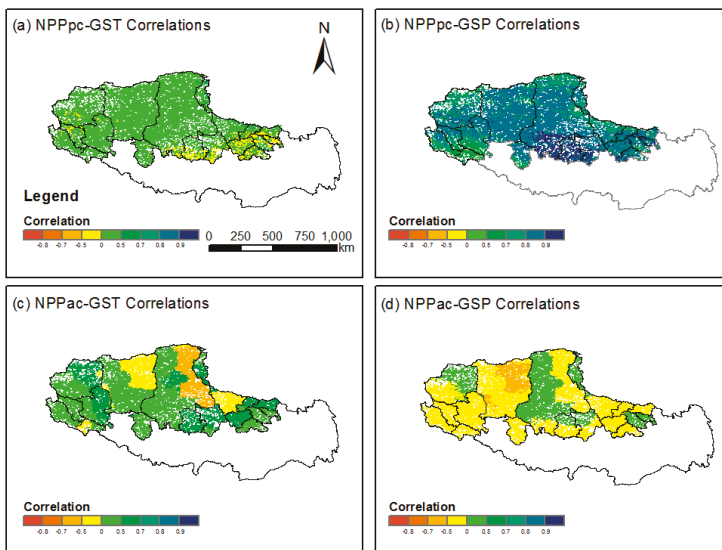 (a) NPPpc-GST Correlations
N
Legend
Correlation
-0.8 -0.7 -0.5 0 0.5 0.7 0.8 0.9
0 250 500 750 1,000
km
(b) NPPpc-GSP Correlations
Correlation
-0.8 -0.7 -0.5 0 0.5 0.7 0.8 0.9
(c) NPPac-GST Correlations
Correlation
-0.8 -0.7 -0.5 0 0.5 0.7 0.8 0.9
(d) NPPac-GSP Correlations
Correlation
-0.8 -0.7 -0.5 0 0.5 0.7 0.8 0.9